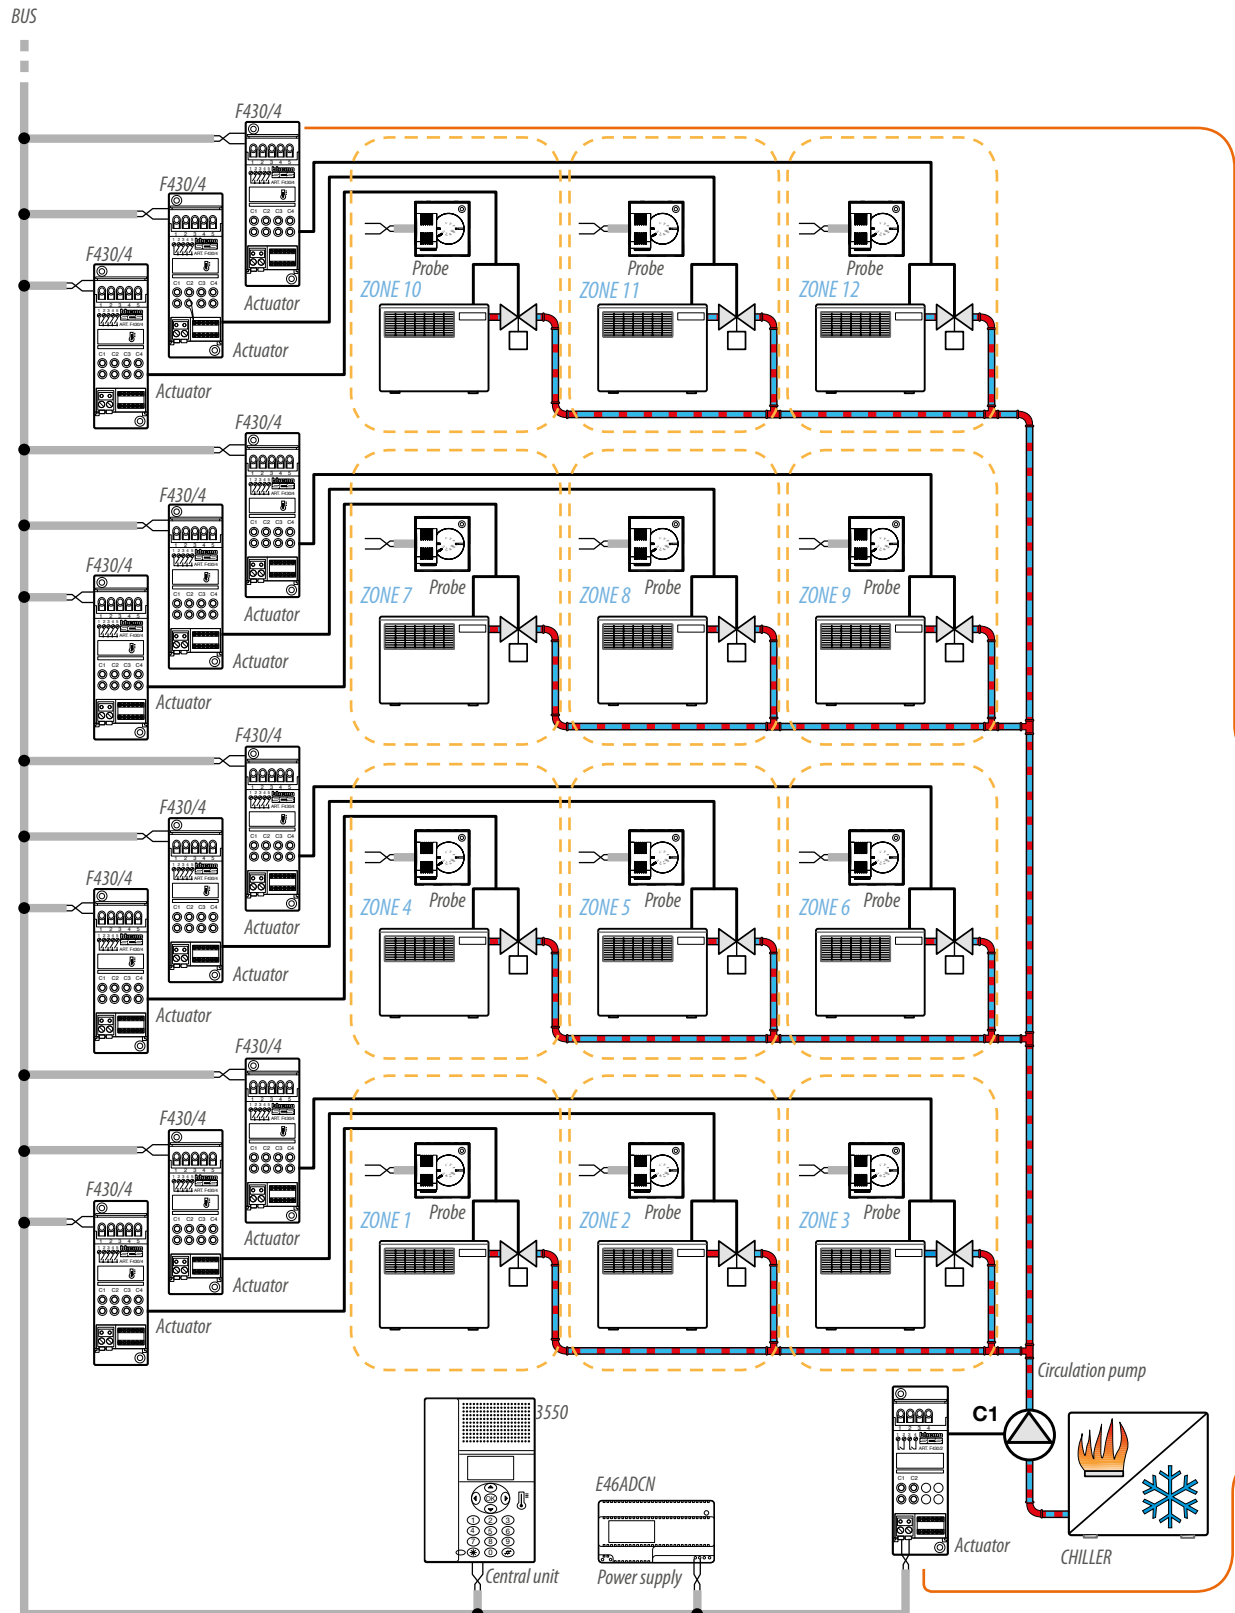 BUS
F430/4
F430/4
F430/4
Actuator
Actuator
Actuator
Probe
Probe
Probe
ZONE 10
ZONE 11
ZONE 12
F430/4
F430/4
F430/4
Actuator
Actuator
Actuator
ZONE 7
Probe
ZONE 8
Probe
ZONE 9
Probe
F430/4
F430/4
F430/4
Actuator
Actuator
Actuator
ZONE 4
Probe
ZONE 5
Probe
ZONE 6
Probe
F430/4
F430/4
F430/4
Actuator
Actuator
Actuator
ZONE 1
Probe
ZONE 2
Probe
ZONE 3
Probe
Circulation pump
3550
C1
E46ADCN
Central unit
Power supply
Actuator
CHILLER